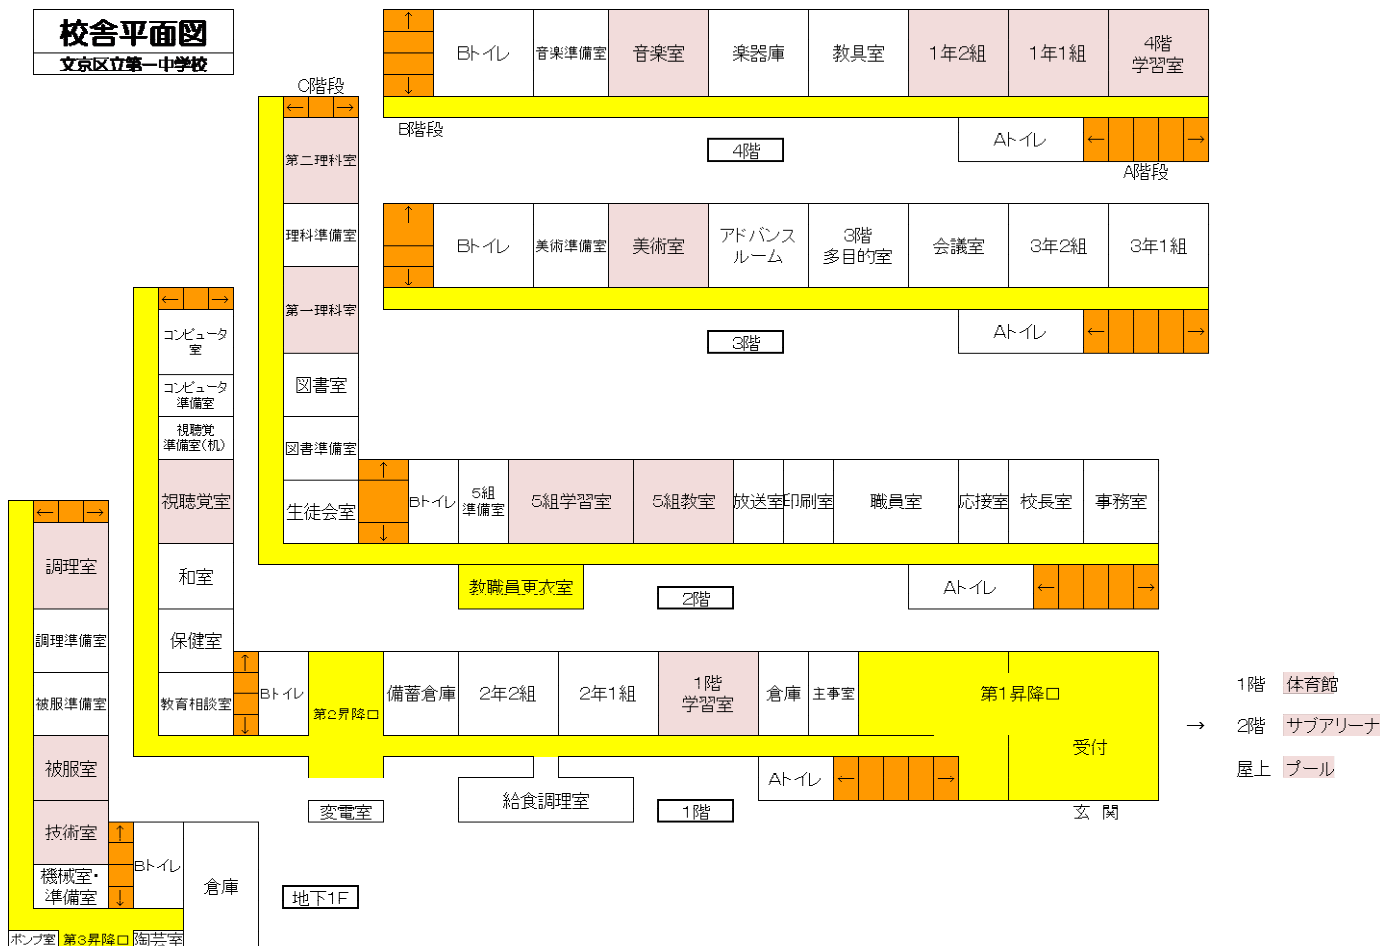 校舎平面図
文京区立第一中学校
↑
↓
Bトイレ
音楽準備室
音楽室
楽器庫
教具室
1年2組
1年1組
4階
学習室
B階段
4階
Aトイレ
←
→
A階段
C階段
←
→
第二理科室
理科準備室
第一理科室
図書室
図書準備室
生徒会室
↑
↓
Bトイレ
美術準備室
美術室
アドバンス
ルーム
3階
多目的室
会議室
3年2組
3年1組
3階
Aトイレ
←
→
↑
↓
Bトイレ
5組
準備室
5組学習室
5組教室
放送室
印刷室
職員室
応接室
校長室
事務室
教職員更衣室
2階
Aトイレ
←
→
←
→
コンピュータ
室
コンピュータ
準備室
視聴覚
準備室(机)
視聴覚室
和室
保健室
教育相談室
↑
↓
Bトイレ
第2昇降口
備蓄倉庫
2年2組
2年1組
1階
学習室
倉庫
主事室
第1昇降口
受付
玄 関
変電室
給食調理室
1階
Aトイレ
←
→
→
1階 体育館
2階 サブアリーナ
屋上 プール
←
→
調理室
調理準備室
被服準備室
被服室
技術室
機械室・
準備室
↑
↓
Bトイレ
倉庫
地下1F
ポンプ室
第3昇降口
陶芸室